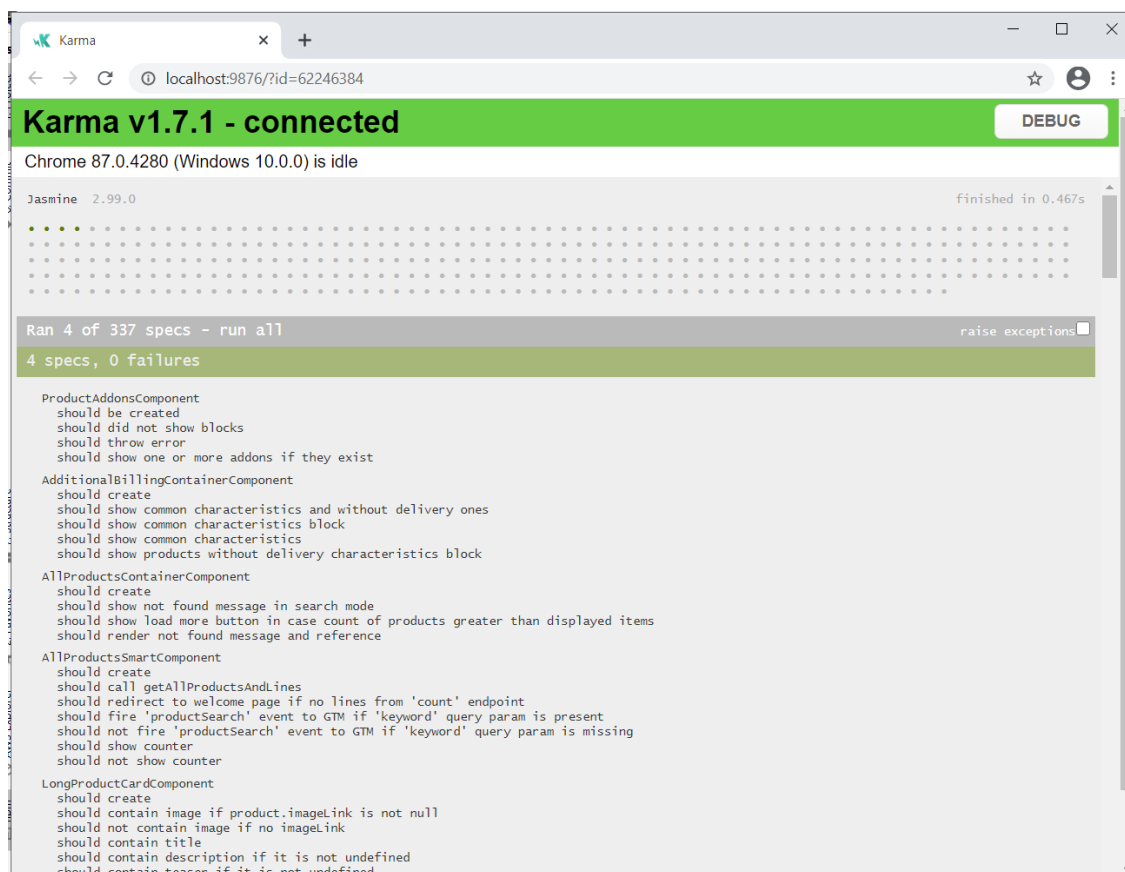 Karma
localhost:9876/?id=62246384
Karma v1.7.1 - connected
DEBUG
Chrome 87.0.4280 (Windows 10.0.0) is idle
Jasmine 2.99.0
finished in 0.467s
Ran 4 of 337 specs - run all
raise exceptions
4 specs, 0 failures
ProductAddonsComponent
should be created
should did not show blocks
should throw error
should show one or more addons if they exist
AdditionalBillingContainerComponent
should create
should show common characteristics and without delivery ones
should show common characteristics block
should show common characteristics
should show products without delivery characteristics block
AllProductsContainerComponent
should create
should show not found message in search mode
should show load more button in case count of products greater than displayed items
should render not found message and reference
AllProductsSmartComponent
should create
should call getAllProductsAndLines
should redirect to welcome page if no lines from 'count' endpoint
should fire 'productSearch' event to GTM if 'keyword' query param is present
should not fire 'productSearch' event to GTM if 'keyword' query param is missing
should show counter
should not show counter
LongProductCardComponent
should create
should contain image if product.imageLink is not null
should not contain image if no imageLink
should contain title
should contain description if it is not undefined
should contain teaser if it is not undefined